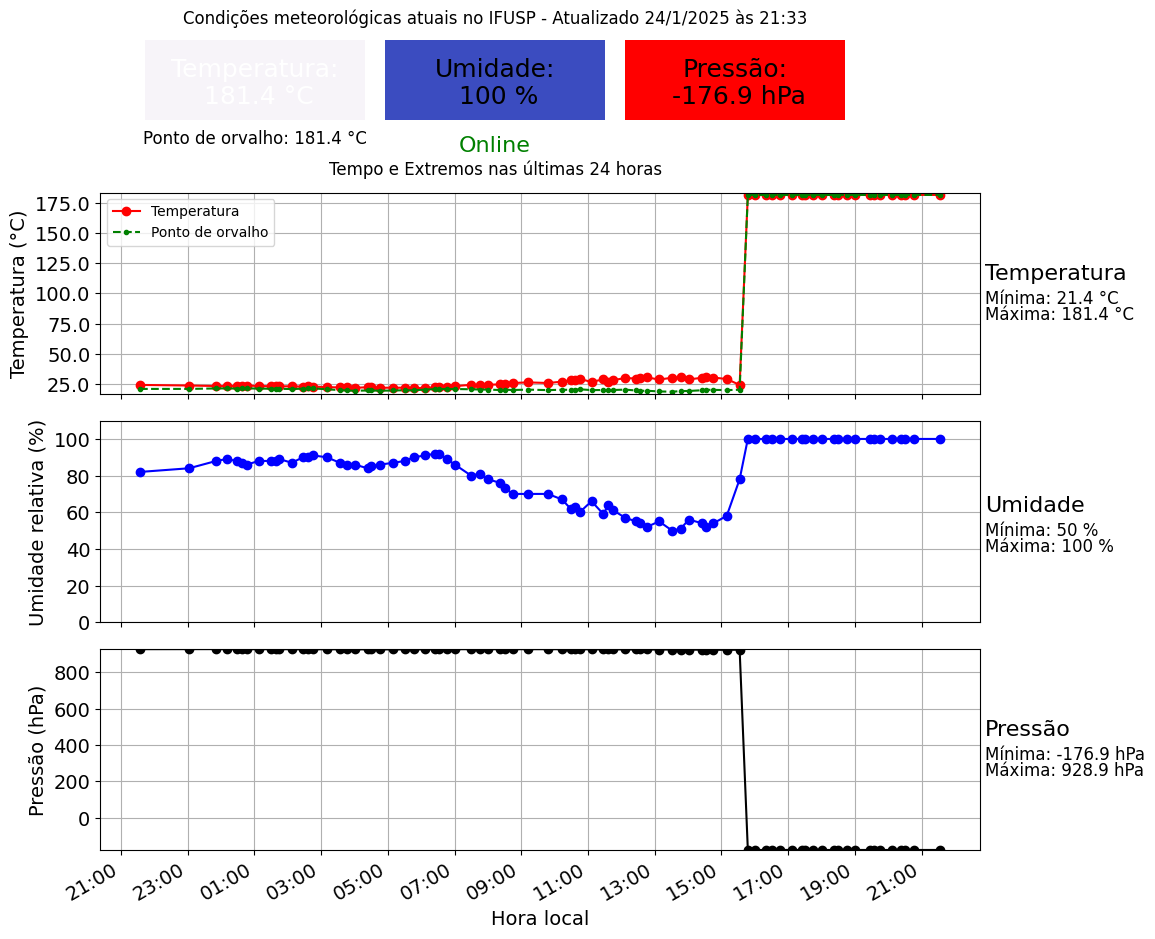 Condições meteorológicas atuais no IFUSP - Atualizado 24/1/2025 às 21:33
Temperatura:
181.4 °C
Umidade:
100 %
Pressão:
-176.9 hPa
Ponto de orvalho: 181.4 °C
Online
Tempo e Extremos nas últimas 24 horas
Temperatura (°C)
175.0
150.0
125.0
100.0
75.0
50.0
25.0
Temperatura
Ponto de orvalho
Temperatura
Mínima: 21.4 °C
Máxima: 181.4 °C
Umidade relativa (%)
100
80
60
40
20
0
Umidade
Mínima: 50 %
Máxima: 100 %
Pressão (hPa)
800
600
400
200
0
Pressão
Mínima: -176.9 hPa
Máxima: 928.9 hPa
21:00
23:00
01:00
03:00
05:00
07:00
09:00
11:00
13:00
15:00
17:00
19:00
21:00
Hora local